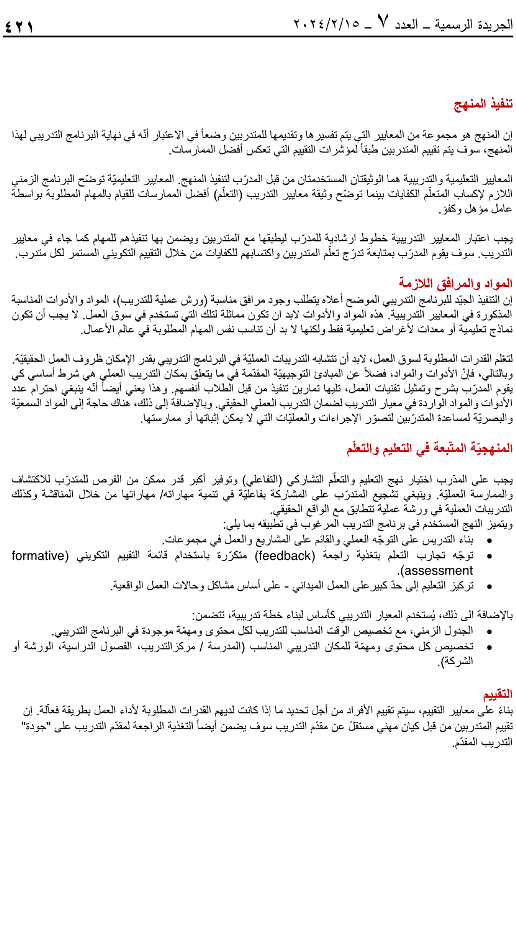 الجريدة الرسمية – العدد ٧ – ٢٠٢٤/٢/١٥
٤٢١
تنفيذ المنهج
إن المنهج هو مجموعة من المعايير التي يتم تفسيرها وتقديمها للمتدربين وضعاً في الاعتبار أنّه في نهاية البرنامج التدريبي لهذا
المنهج، سوف يتم تقييم المتدربين طبقاً لمؤشرات التقييم التي تعكس أفضل الممارسات.
المعايير التعليمية والتدريبية هما الوثيقتان المستخدمتان من قبل المدرّب لتنفيذ المنهج. المعايير التعليميّة توضّح البرنامج الزمني
اللازم لإكساب المتعلّم الكفايات بينما توضّح وثيقة معايير التدريب (التعلّم) أفضل الممارسات للقيام بالمهام المطلوبة بواسطة
عامل مؤهل وكفؤ.
يجب اعتبار المعايير التدريبية خطوط ارشادية للمدرّب ليطبقها مع المتدربين ويضمن بها تنفيذهم للمهام كما جاء في معايير
التدريب. سوف يقوم المدرّب بمتابعة تدرّج تعلّم المتدربين واكتسابهم للكفايات من خلال التقييم التكويني المستمر لكل متدرب.
المواد والمرافق اللازمة
إن التنفيذ الجيّد للبرنامج التدريبي الموضح أعلاه يتطلب وجود مرافق مناسبة (ورش عملية للتدريب)، المواد والأدوات المناسبة
المذكورة في المعايير التدريبية. هذه المواد والأدوات لابد ان تكون مماثلة لتلك التي تستخدم في سوق العمل. لا يجب أن تكون
نماذج تعليمية أو معدات لأغراض تعليمية فقط ولكنها لا بد أن تناسب نفس المهام المطلوبة في عالم الأعمال.
لتعلم القدرات المطلوبة لسوق العمل، لابد أن تتشابه التدريبات العمليّة في البرنامج التدريبي بقدر الإمكان ظروف العمل الحقيقيّة.
وبالتالي، فإنّ الأدوات والمواد، فضلاً عن المبادئ التوجيهيّة المقدّمة في ما يتعلّق بمكان التدريب العملي هي شرط أساسي كي
يقوم المدرّب بشرح وتمثيل تقنيات العمل، تليها تمارين تنفيذ من قبل الطلاب أنفسهم. وهذا يعني أيضاً أنّه ينبغي احترام عدد
الأدوات والمواد الواردة في معيار التدريب لضمان التدريب العملي الحقيقي. وبالإضافة إلى ذلك، هناك حاجة إلى المواد السمعيّة
والبصريّة لمساعدة المتدرّبين لتصوّر الإجراءات والعمليّات التي لا يمكن إثباتها أو ممارستها.
المنهجيّة المتّبعة في التعليم والتعلّم
يجب على المدّرب اختيار نهج التعليم والتعلّم التشاركي (التفاعلي) وتوفير أكبر قدر ممكن من الفرص للمتدرّب للاكتشاف
والممارسة العمليّة. وينبغي تشجيع المتدرّب على المشاركة بفاعليّة في تنمية مهاراته/ مهاراتها من خلال المناقشة وكذلك
التدريبات العملية في ورشة عملية تتطابق مع الواقع الحقيقي.
ويتميز النهج المستخدم في برنامج التدريب المرغوب في تطبيقه بما يلي:
• بناء التدريس على التوجّه العملي والقائم على المشاريع والعمل في مجموعات.
• توجّه تجارب التعلم بتغذية راجعة (feedback) متكرّرة باستخدام قائمة التقييم التكويني (formative
assessment).
• تركيز التعليم إلى حدّ كبيرعلى العمل الميداني - على أساس مشاكل وحالات العمل الواقعية.
بالإضافة الى ذلك، يُستخدم المعيار التدريبي كأساس لبناء خطة تدريبية، تتضمن:
• الجدول الزمني، مع تخصيص الوقت المناسب للتدريب لكل محتوى ومهمّة موجودة في البرنامج التدريبي.
• تخصيص كل محتوى ومهمّة للمكان التدريبي المناسب (المدرسة / مركزالتدريب، الفصول الدراسية، الورشة أو
الشركة).
التقييم
بناءً على معايير التقييم، سيتم تقييم الأفراد من أجل تحديد ما إذا كانت لديهم القدرات المطلوبة لأداء العمل بطريقة فعالّة. إن
تقييم المتدربين من قبل كيان مهني مستقلّ عن مقدّم التدريب سوف يضمن أيضاً التغذية الراجعة لمقدّم التدريب على "جودة"
التدريب المقدّم.